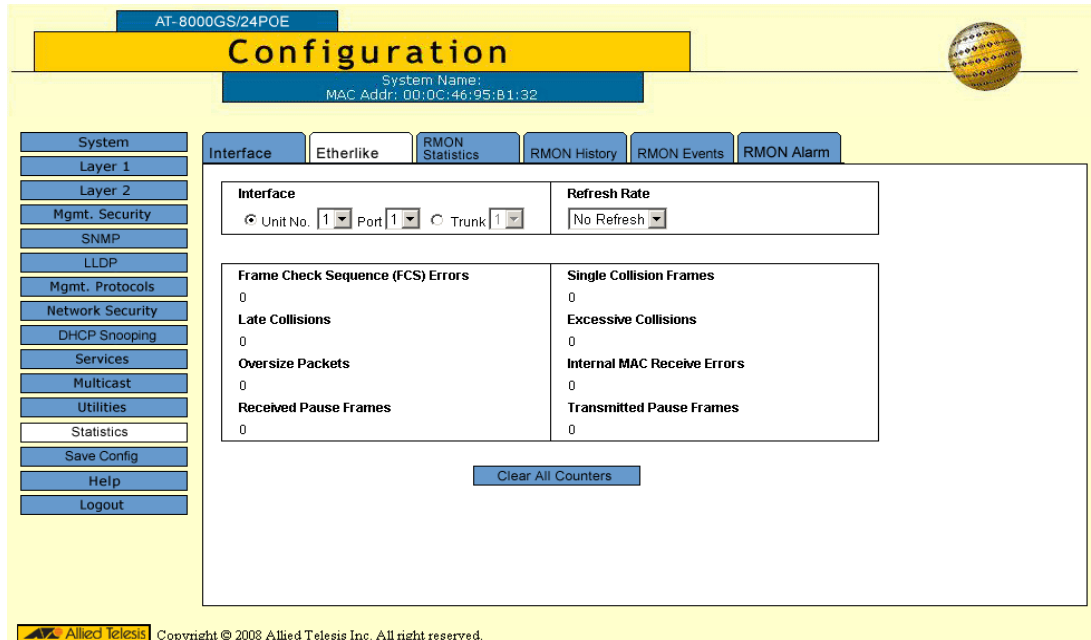 AT-8000GS/24POE
Configuration
System Name:
MAC Addr: 00:0C:46:95:B1:32
System
Layer 1
Layer 2
Mgmt. Security
SNMP
LLDP
Mgmt. Protocols
Network Security
DHCP Snooping
Services
Multicast
Utilities
Statistics
Save Config
Help
Logout
Interface
Etherlike
RMON
Statistics
RMON History
RMON Events
RMON Alarm
Interface
Unit No. 1 Port 1 Trunk 1
Refresh Rate
No Refresh
Frame Check Sequence (FCS) Errors
0
Single Collision Frames
0
Late Collisions
0
Excessive Collisions
0
Oversize Packets
0
Internal MAC Receive Errors
0
Received Pause Frames
0
Transmitted Pause Frames
0
Clear All Counters
Allied Telesis Copyright © 2008 Allied Telesis Inc. All right reserved.